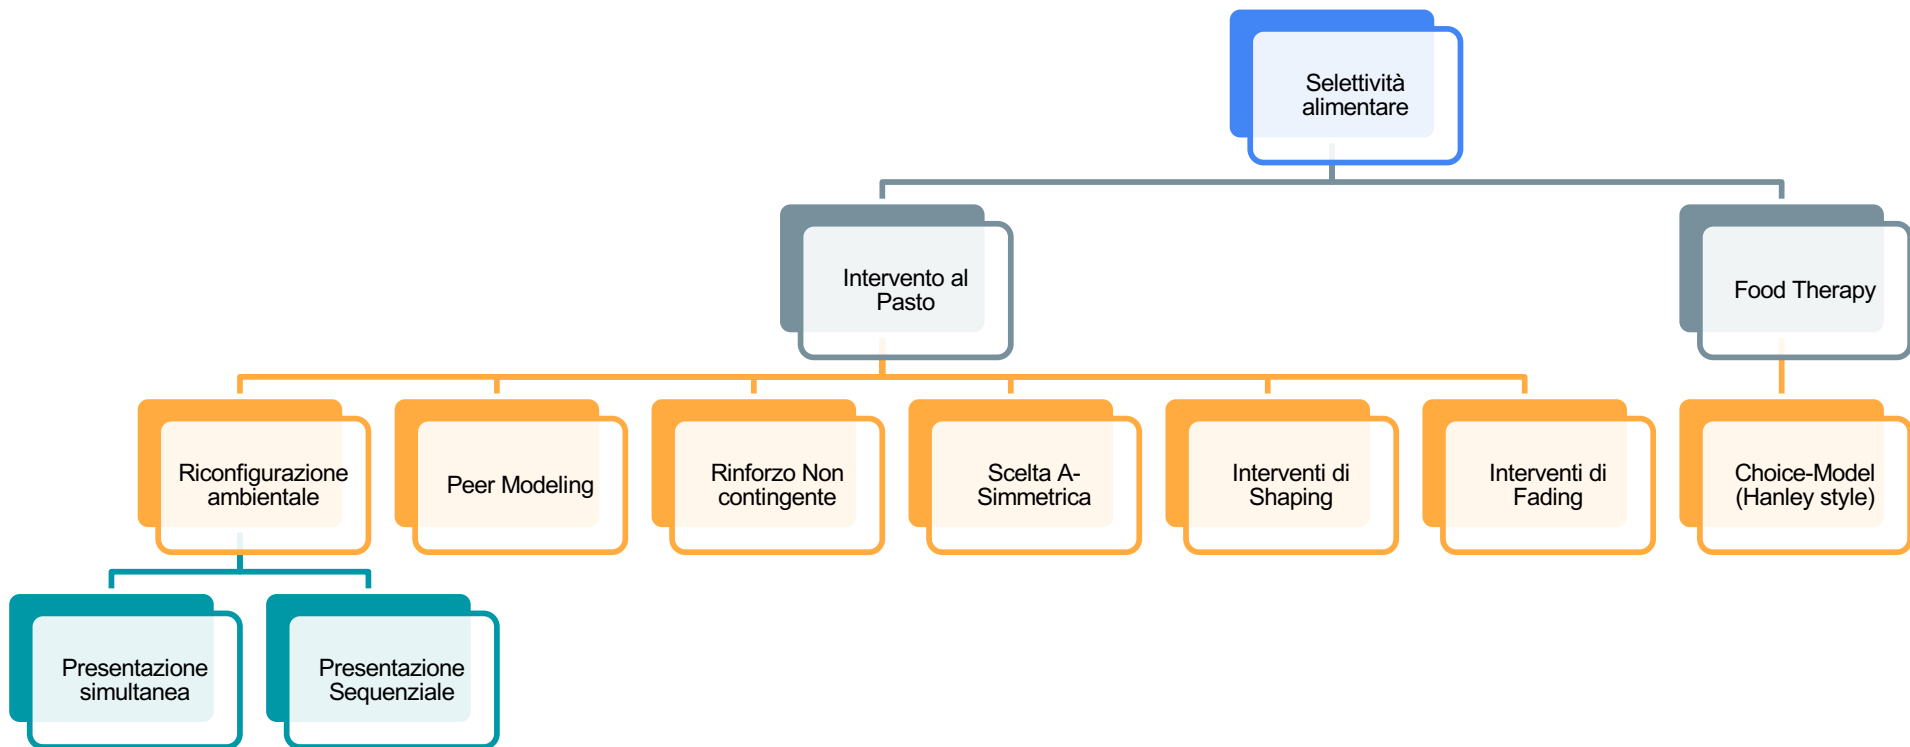 Selettività
alimentare
Intervento al
Pasto
Food Therapy
Riconfigurazione
ambientale
Peer Modeling
Rinforzo Non
contingente
Scelta A-
Simmetrica
Interventi di
Shaping
Interventi di
Fading
Choice-Model
(Hanley style)
Presentazione
simultanea
Presentazione
Sequenziale